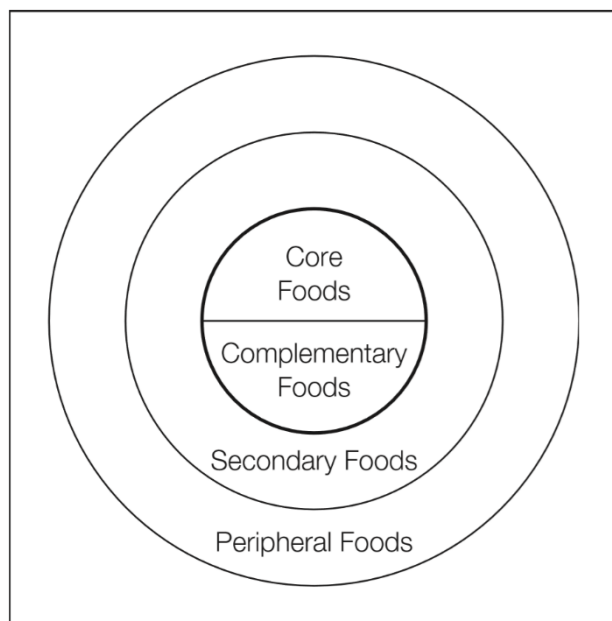 Core
Foods
Complementary
Foods
Secondary Foods
Peripheral Foods